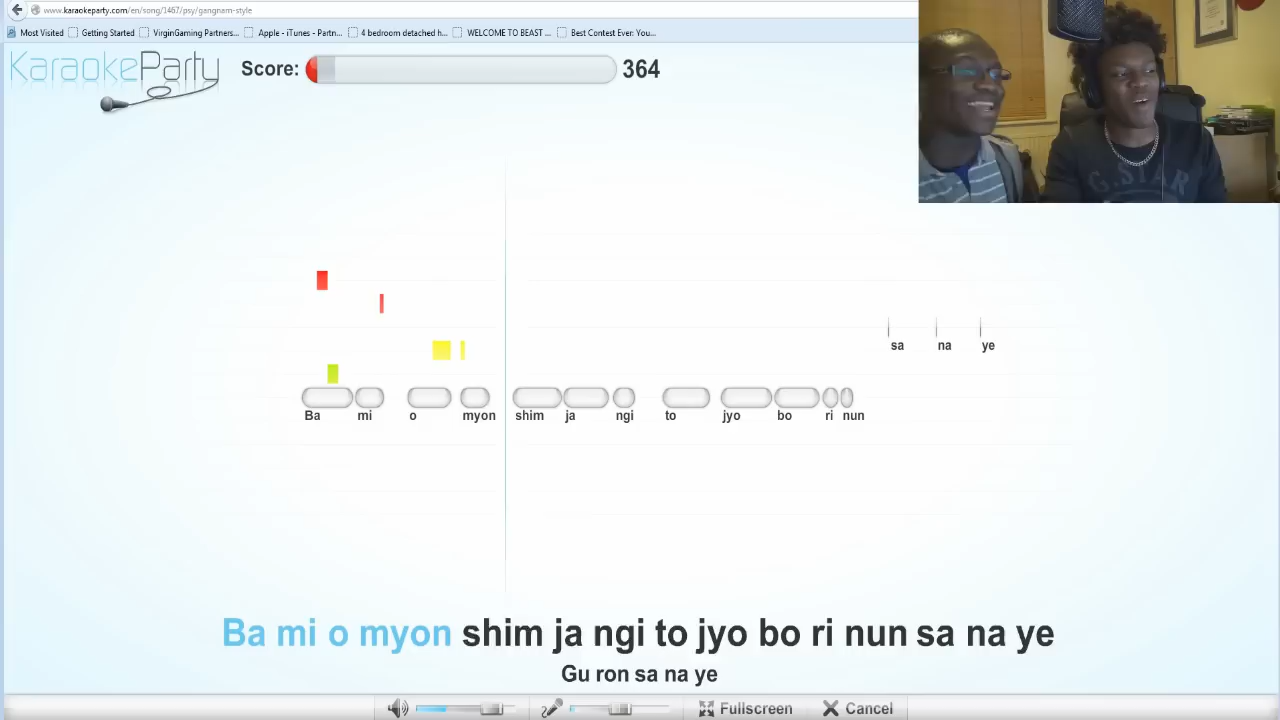 www.karaokeparty.com/en/song/1467/psy/gangnam-style
Most Visited Getting Started VirginGaming Partners... Apple - iTunes - Partn... 4 bedroom detached h... WELCOME TO BEAST ... Best Contest Ever: You...
KaraokeParty Score: 364
G.STAR
sa na ye
Ba mi o myon shim ja ngi to jyo bo ri nun
Ba mi o myon shim ja ngi to jyo bo ri nun sa na ye
Gu ron sa na ye
Fullscreen Cancel